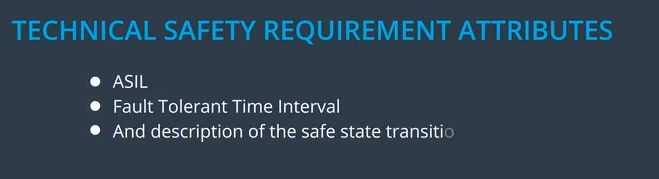 TECHNICAL SAFETY REQUIREMENT ATTRIBUTES
ASIL
Fault Tolerant Time Interval
And description of the safe state transitio